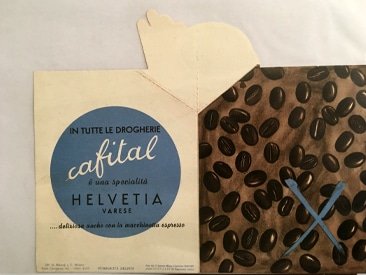 IN TUTTE LE DROGHERIE
cafital
è una specialità
HELVETIA
VARESE
....deliziosa anche con la macchinetta espresso